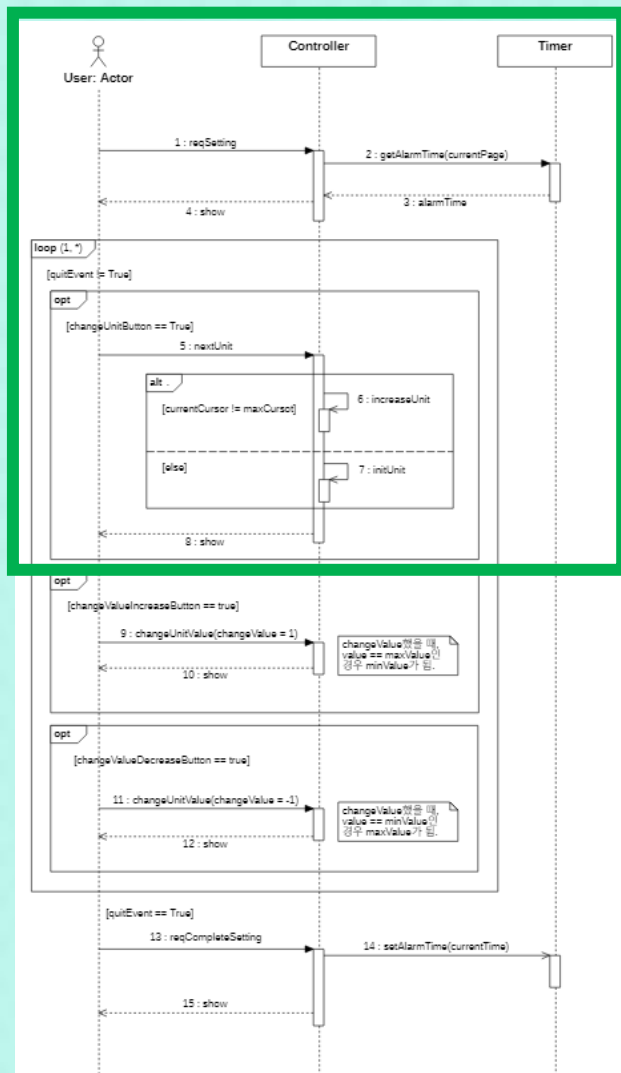 Controller
Timer
User: Actor
1 : reqSetting
2 : getAlarmTime(currentPage)
3 : alarmTime
4 : show
loop (1, *)
[quitEvent != True]
opt
[changeUnitButton == True]
5 : nextUnit
alt .
[currentCursor != maxCursot]
6 : increaseUnit
[else]
7 : initUnit
8 : show
opt
[changeValueIncreaseButton == true]
9 : changeUnitValue(changeValue = 1)
changeValue했을 때,
value == maxValue인
경우 minValue가 됨.
10 : show
opt
[changeValueDecreaseButton == true]
11 : changeUnitValue(changeValue = -1)
changeValue했을 때,
value == minValue인
경우 maxValue가 됨.
12 : show
[quitEvent == True]
13 : reqCompleteSetting
14 : setAlarmTime(currentTime)
15 : show